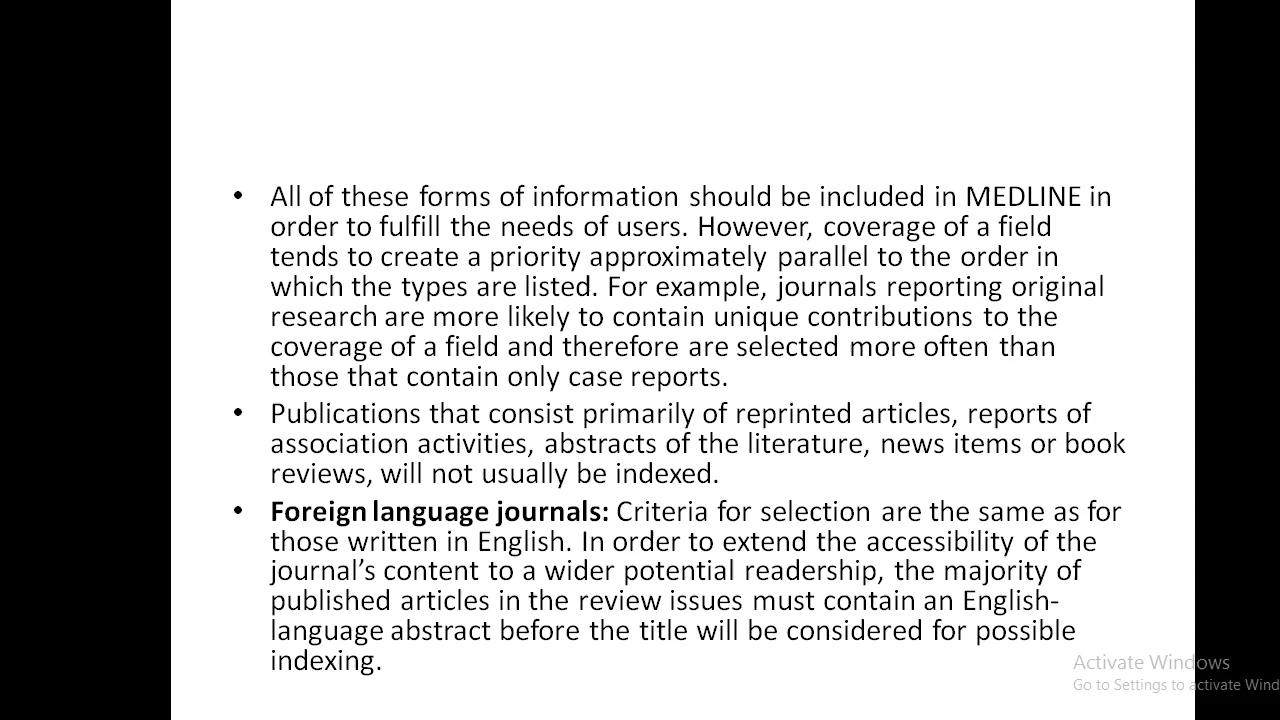 • All of these forms of information should be included in MEDLINE in
order to fulfill the needs of users. However, coverage of a field
tends to create a priority approximately parallel to the order in
which the types are listed. For example, journals reporting original
research are more likely to contain unique contributions to the
coverage of a field and therefore are selected more often than
those that contain only case reports.
• Publications that consist primarily of reprinted articles, reports of
association activities, abstracts of the literature, news items or book
reviews, will not usually be indexed.
• Foreign language journals: Criteria for selection are the same as for
those written in English. In order to extend the accessibility of the
journal’s content to a wider potential readership, the majority of
published articles in the review issues must contain an English-
language abstract before the title will be considered for possible
indexing.
Activate Windows
Go to Settings to activate Wind